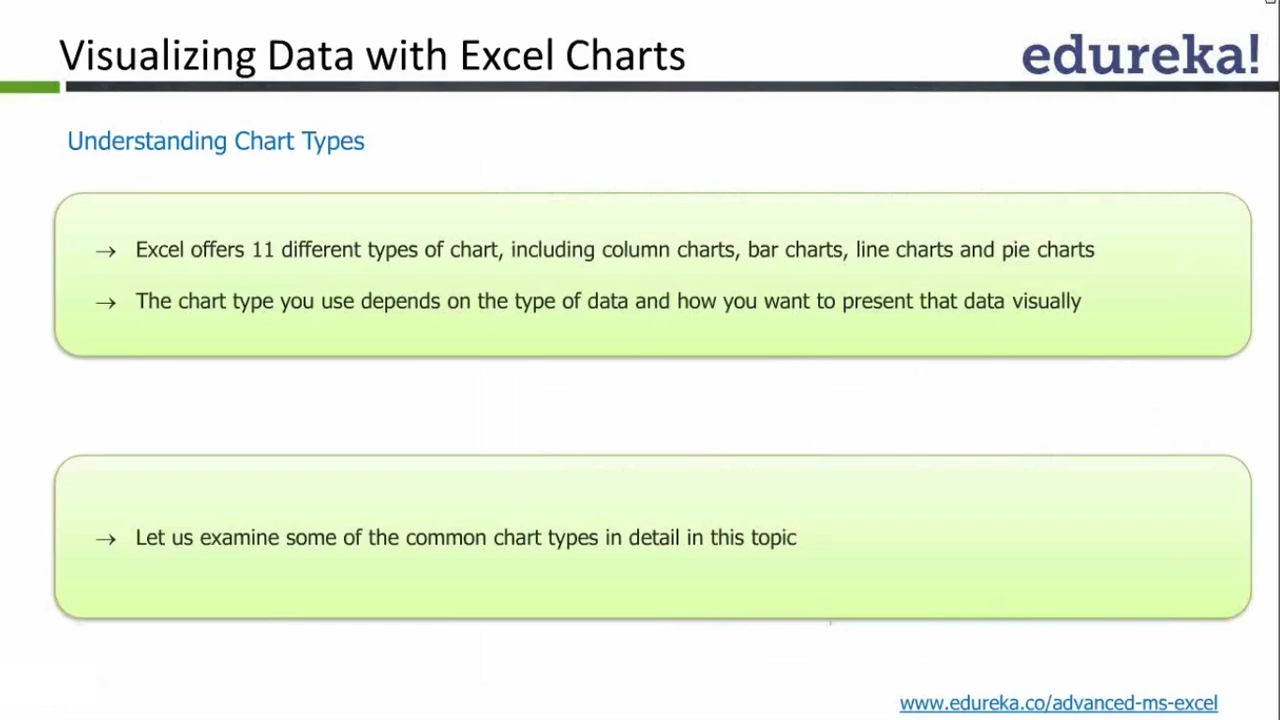 Visualizing Data with Excel Charts
edureka!
Understanding Chart Types
→ Excel offers 11 different types of chart, including column charts, bar charts, line charts and pie charts
→ The chart type you use depends on the type of data and how you want to present that data visually
→ Let us examine some of the common chart types in detail in this topic
www.edureka.co/advanced-ms-excel